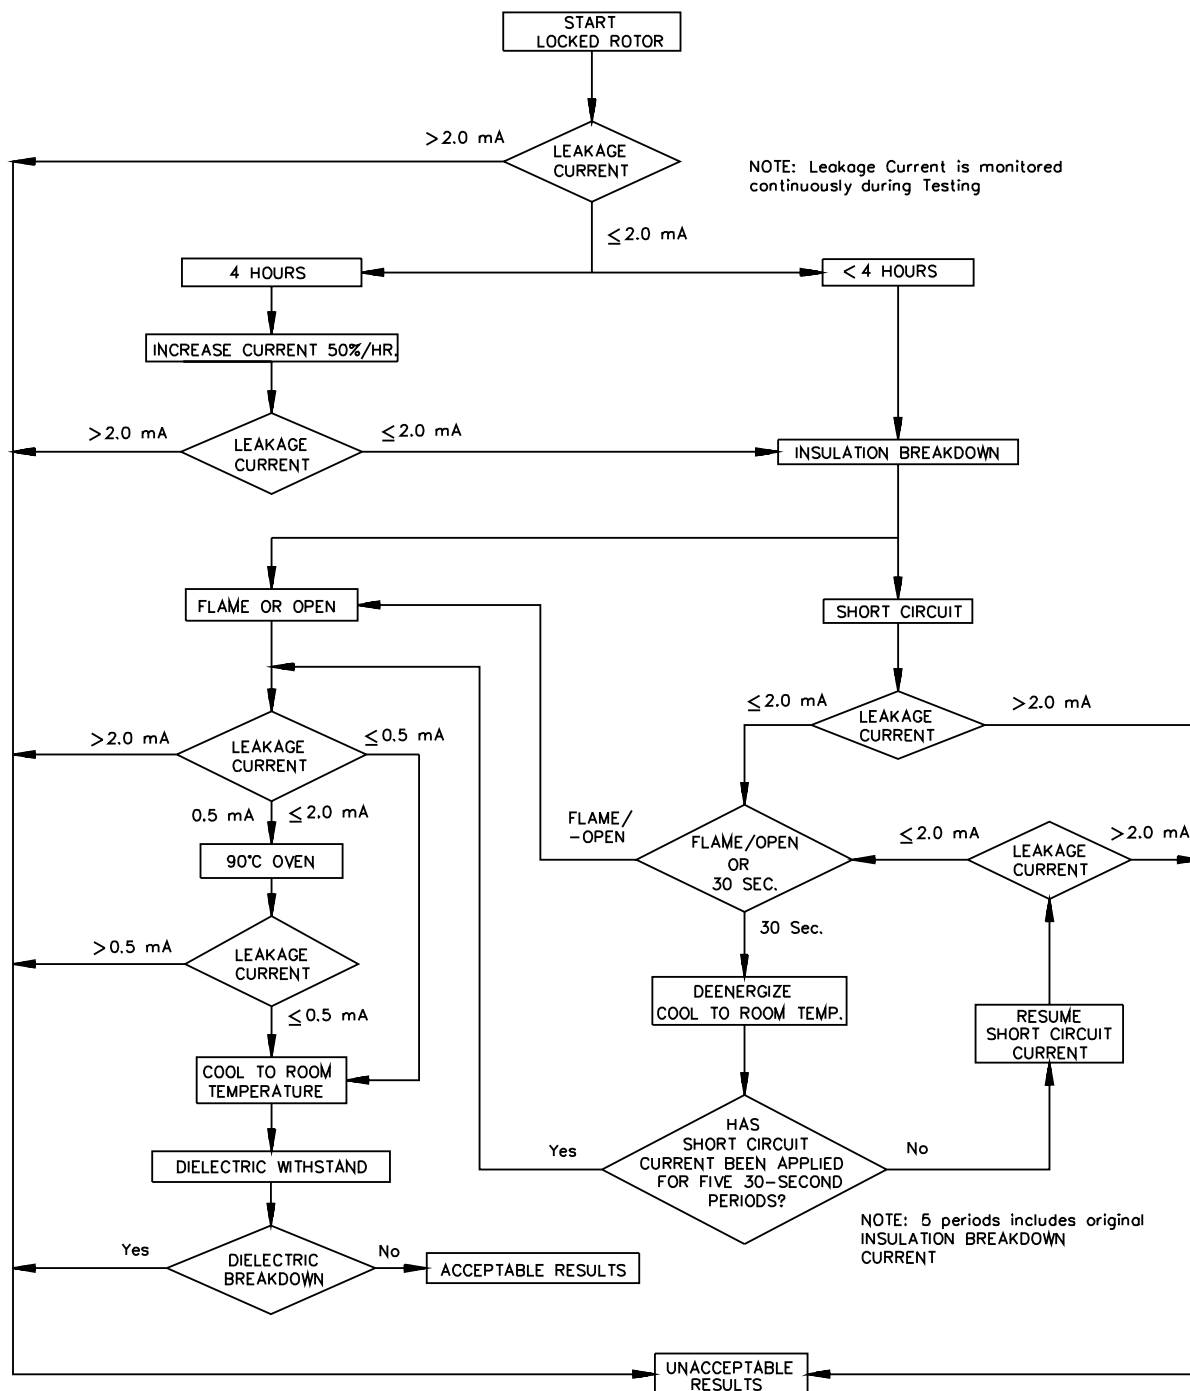 START
LOCKED ROTOR
>2.0 mA
LEAKAGE
CURRENT
NOTE: Leakage Current is monitored
continuously during Testing
≤2.0 mA
4 HOURS
<4 HOURS
INCREASE CURRENT 50%/HR.
>2.0 mA
LEAKAGE
CURRENT
≤2.0 mA
INSULATION BREAKDOWN
FLAME OR OPEN
SHORT CIRCUIT
≤2.0 mA
LEAKAGE
CURRENT
>2.0 mA
>2.0 mA
LEAKAGE
CURRENT
≤0.5 mA
0.5 mA
≤2.0 mA
FLAME/
-OPEN
FLAME/OPEN
OR
30 SEC.
≤2.0 mA
LEAKAGE
CURRENT
>2.0 mA
90°C OVEN
30 Sec.
>0.5 mA
LEAKAGE
CURRENT
≤0.5 mA
DEENERGIZE
COOL TO ROOM TEMP.
RESUME
SHORT CIRCUIT
CURRENT
COOL TO ROOM
TEMPERATURE
Yes
HAS
SHORT CIRCUIT
CURRENT BEEN APPLIED
FOR FIVE 30-SECOND
PERIODS?
No
DIELECTRIC WITHSTAND
NOTE: 5 periods includes original
INSULATION BREAKDOWN
CURRENT
Yes
DIELECTRIC
BREAKDOWN
No
ACCEPTABLE RESULTS
UNACCEPTABLE
RESULTS